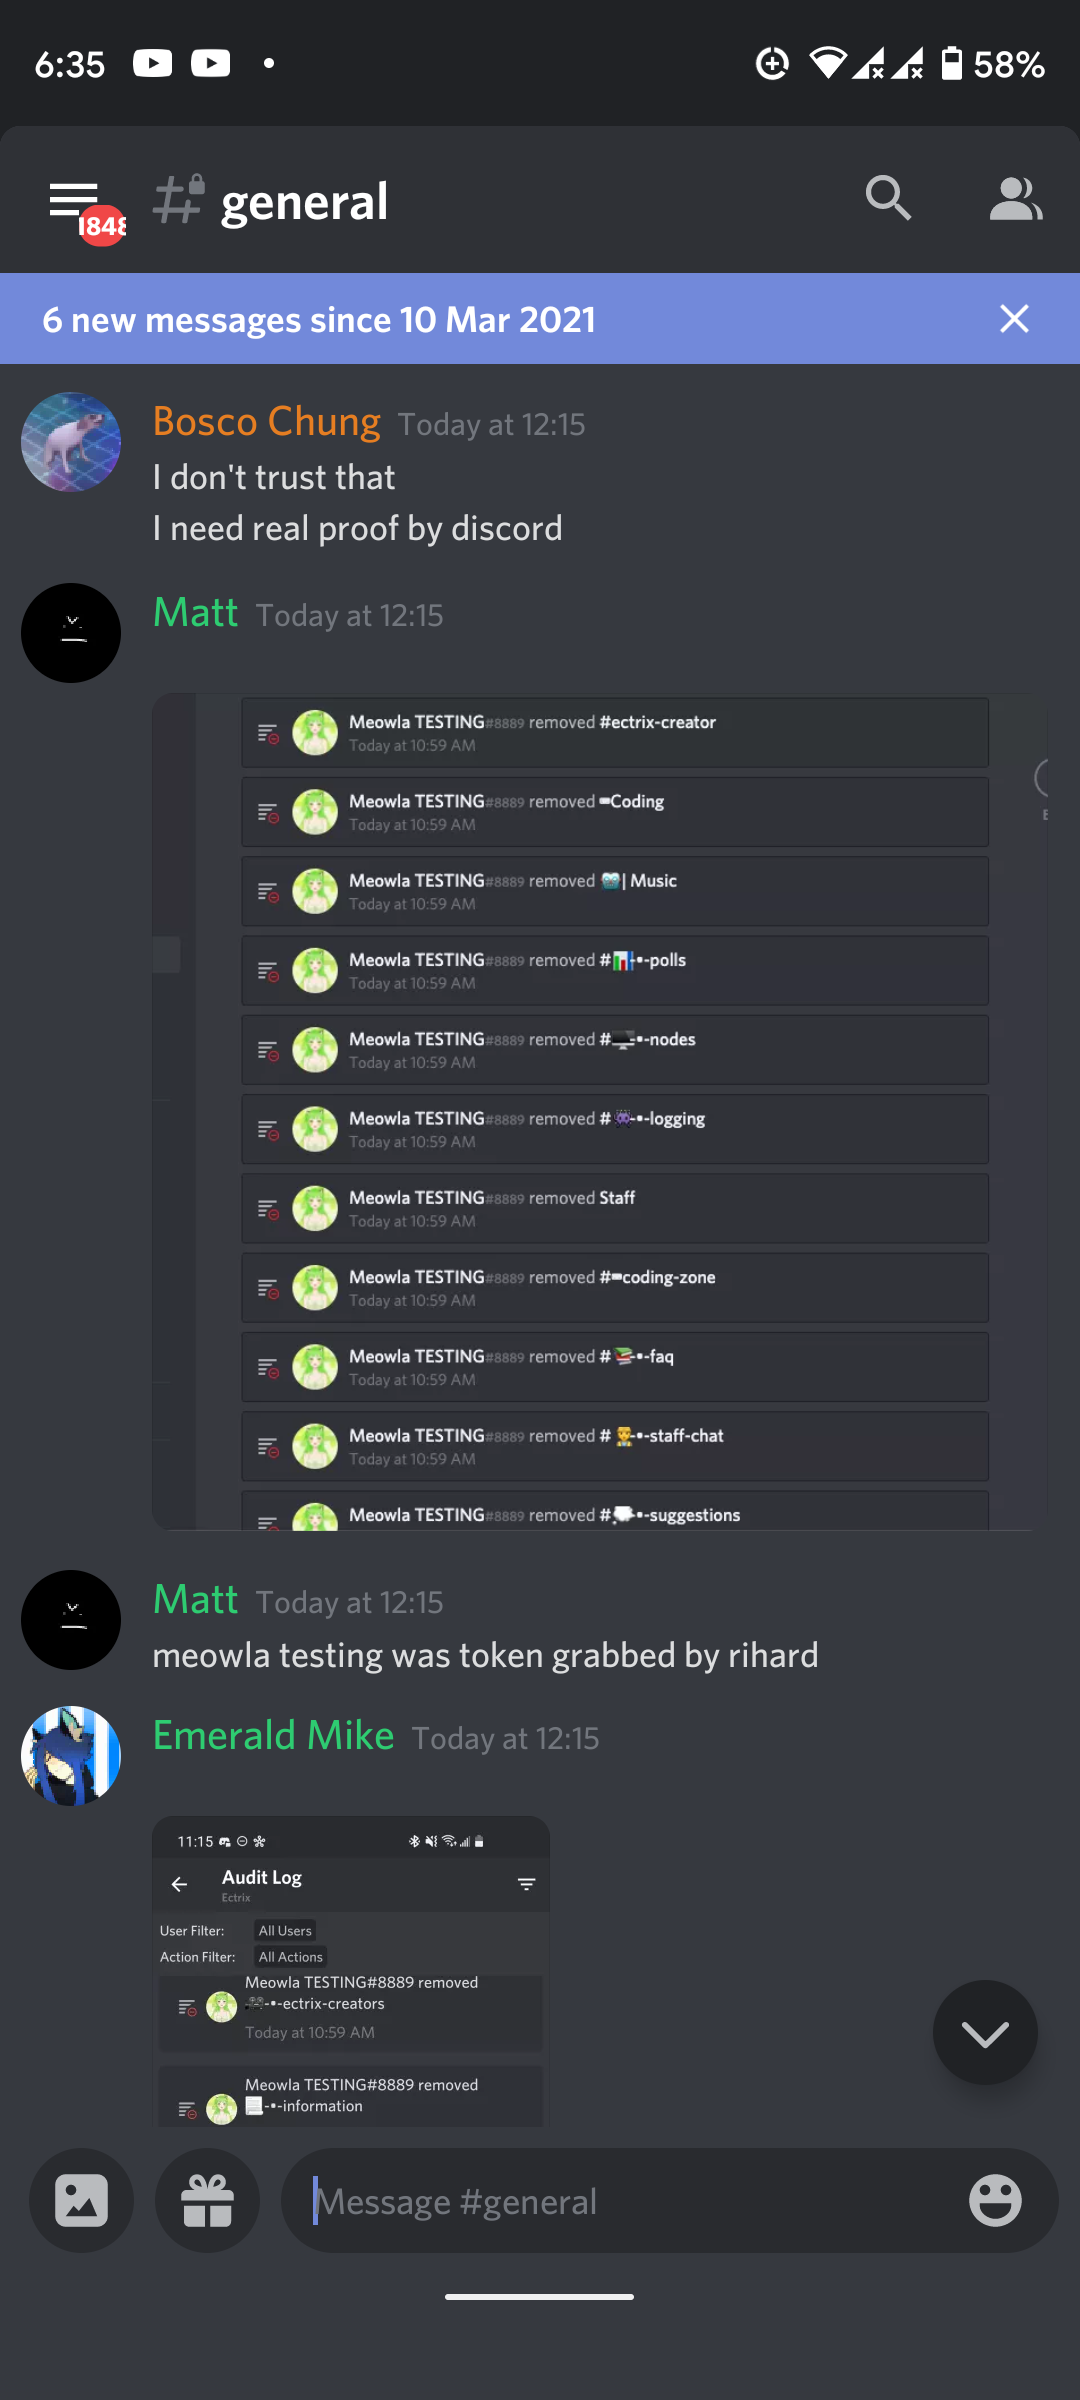 6:35
58%
1848
general
6 new messages since 10 Mar 2021
Bosco Chung Today at 12:15
I don't trust that
I need real proof by discord
Matt Today at 12:15
Meowla TESTING#8889 removed #ectrix-creator
Today at 10:59 AM
Meowla TESTING#8889 removed Coding
Today at 10:59 AM
Meowla TESTING#8889 removed | Music
Today at 10:59 AM
Meowla TESTING#8889 removed #📊-•-polls
Today at 10:59 AM
Meowla TESTING#8889 removed #🖥-•-nodes
Today at 10:59 AM
Meowla TESTING#8889 removed #👾-•-logging
Today at 10:59 AM
Meowla TESTING#8889 removed Staff
Today at 10:59 AM
Meowla TESTING#8889 removed #coding-zone
Today at 10:59 AM
Meowla TESTING#8889 removed #📚-•-faq
Today at 10:59 AM
Meowla TESTING#8889 removed #-•-staff-chat
Today at 10:59 AM
Meowla TESTING#8889 removed #-•-suggestions
Matt Today at 12:15
meowla testing was token grabbed by rihard
Emerald Mike Today at 12:15
11:15
Audit Log
Ectrix
User Filter: All Users
Action Filter: All Actions
Meowla TESTING#8889 removed
-•-ectrix-creators
Today at 10:59 AM
Meowla TESTING#8889 removed
-•-information
Message #general